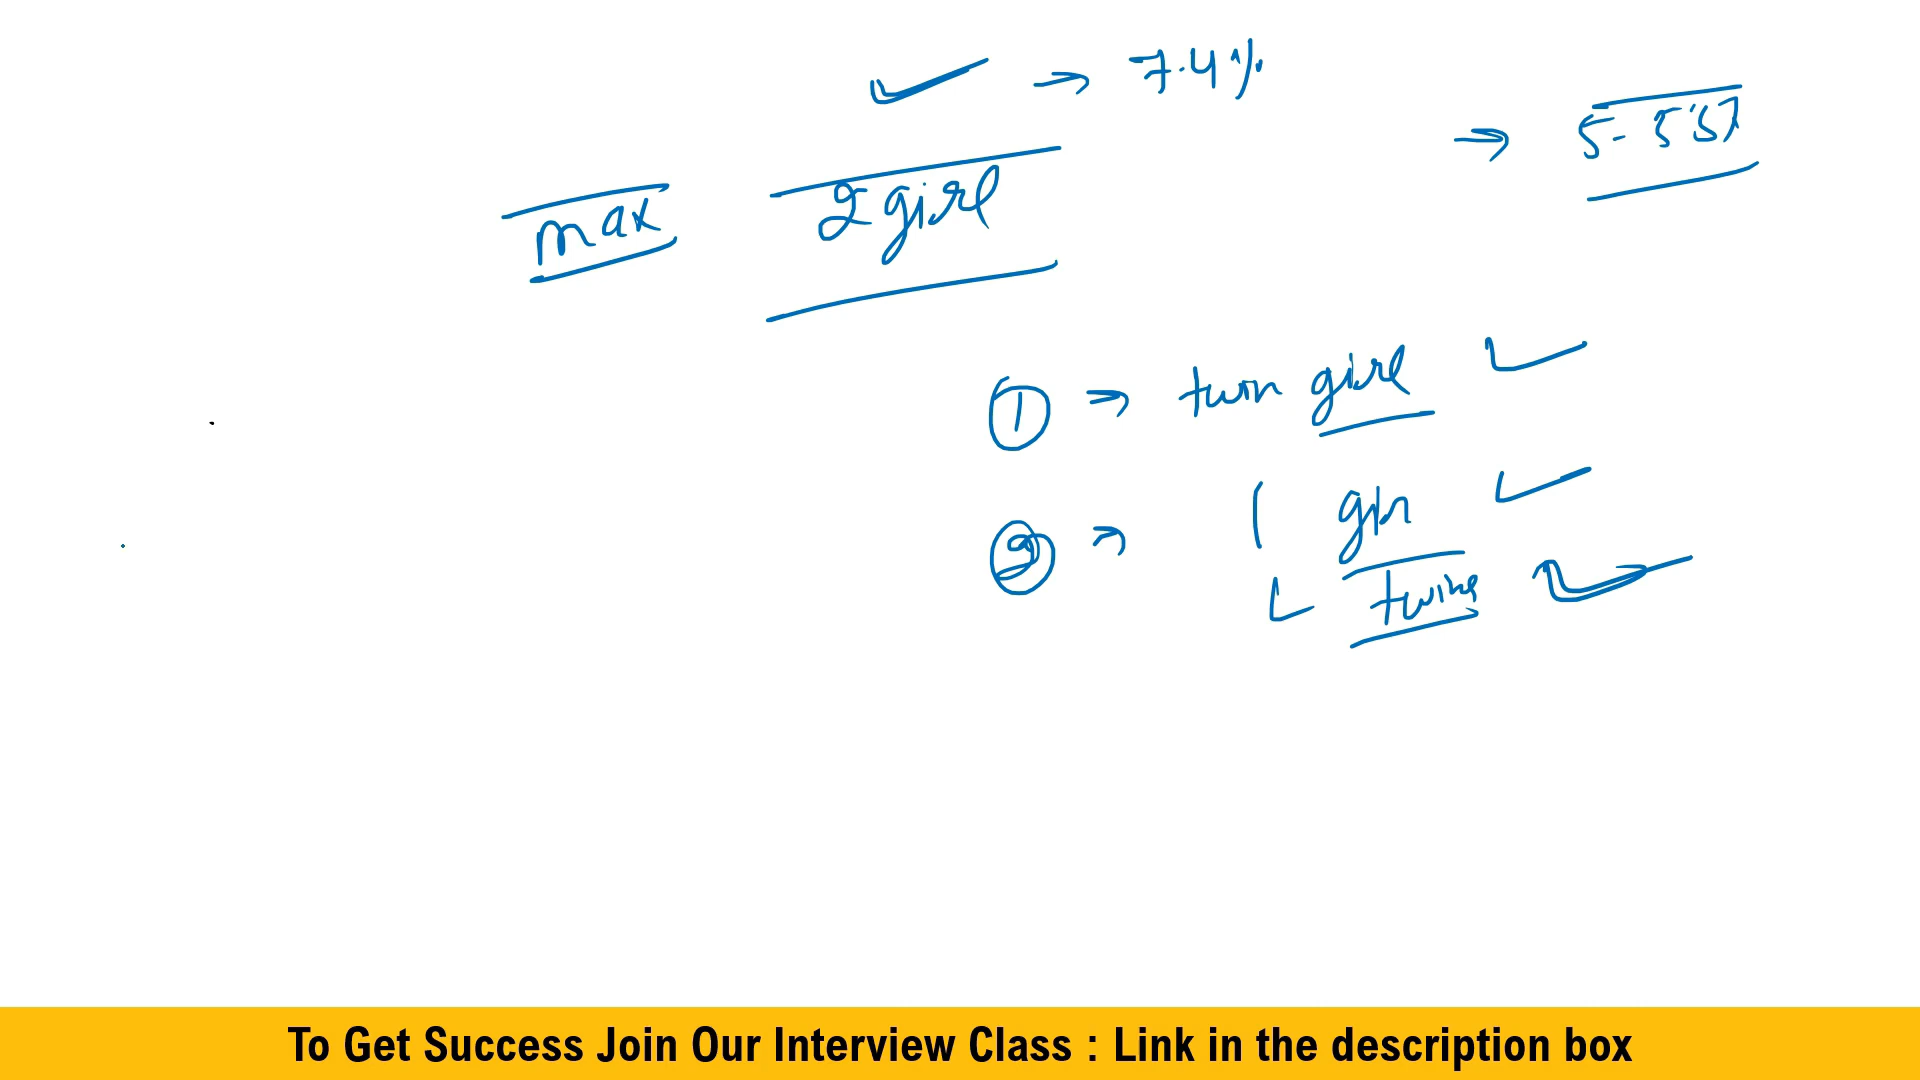 → 7.4%
→ 5-5.5%
max 2 girl
① ⇒ twin girl
② ⇒ 1 girl
twins
To Get Success Join Our Interview Class : Link in the description box